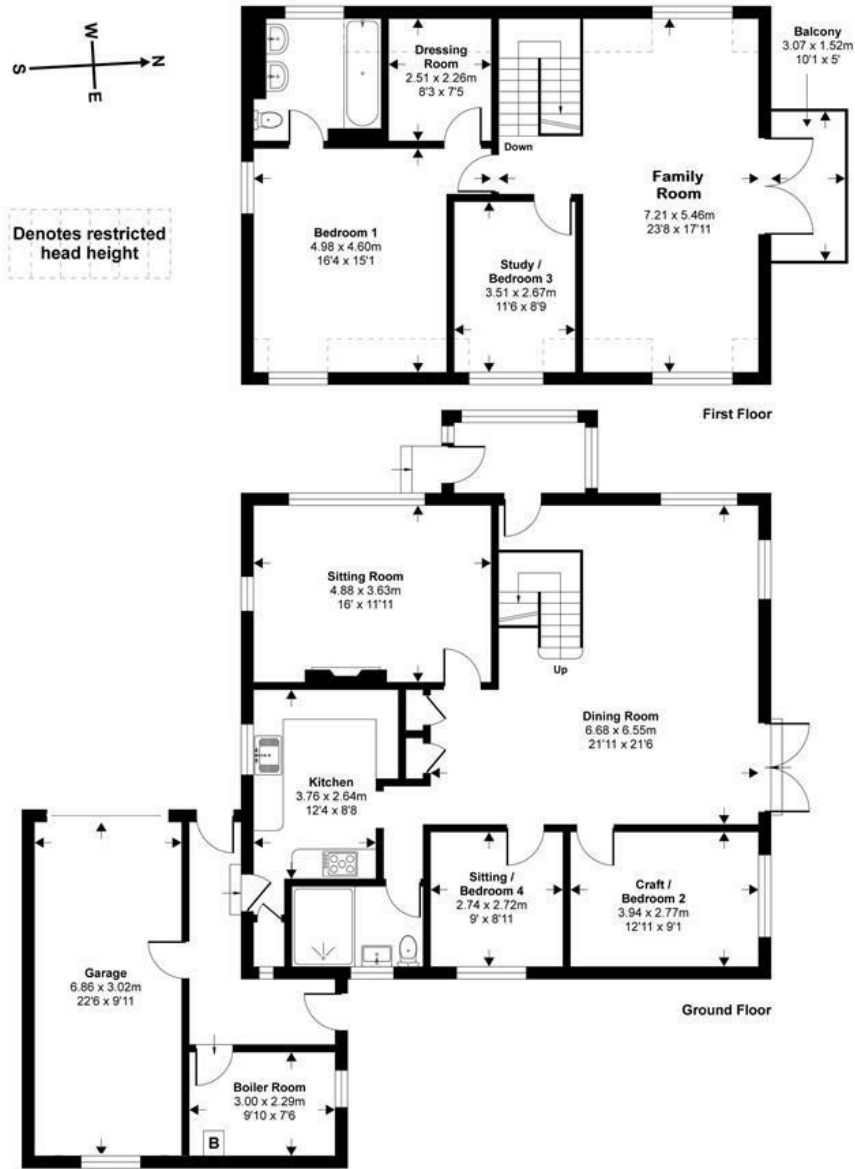 W
S
N
E
Denotes restricted
head height
Dressing
Room
2.51 x 2.26m
8'3 x 7'5
Balcony
3.07 x 1.52m
10'1 x 5'
Down
Family
Room
7.21 x 5.46m
23'8 x 17'11
Bedroom 1
4.98 x 4.60m
16'4 x 15'1
Study /
Bedroom 3
3.51 x 2.67m
11'6 x 8'9
First Floor
Sitting Room
4.88 x 3.63m
16' x 11'11
Up
Dining Room
6.68 x 6.55m
21'11 x 21'6
Kitchen
3.76 x 2.64m
12'4 x 8'8
Sitting /
Bedroom 4
2.74 x 2.72m
9' x 8'11
Craft /
Bedroom 2
3.94 x 2.77m
12'11 x 9'1
Garage
6.86 x 3.02m
22'6 x 9'11
Ground Floor
Boiler Room
3.00 x 2.29m
9'10 x 7'6
B